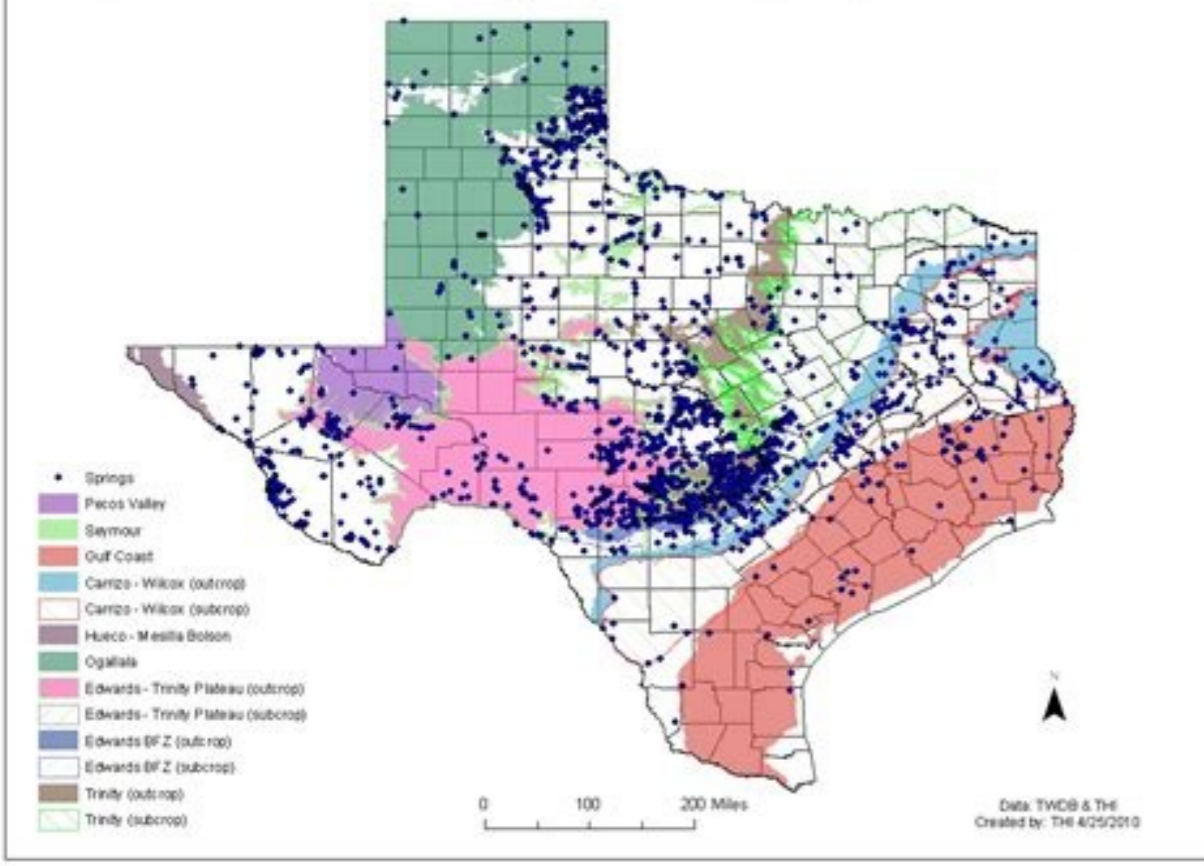 Springs
Pecos Valley
Seymour
Gulf Coast
Carrizo - Wilcox (outcrop)
Carrizo - Wilcox (subcrop)
Hueco - Mesilla Bolson
Ogallala
Edwards - Trinity Plateau (outcrop)
Edwards - Trinity Plateau (subcrop)
Edwards BFZ (outcrop)
Edwards BFZ (subcrop)
Trinity (outcrop)
Trinity (subcrop)
0 100 200 Miles
N
Data: TWDB & THI
Created by: THI 4/25/2010